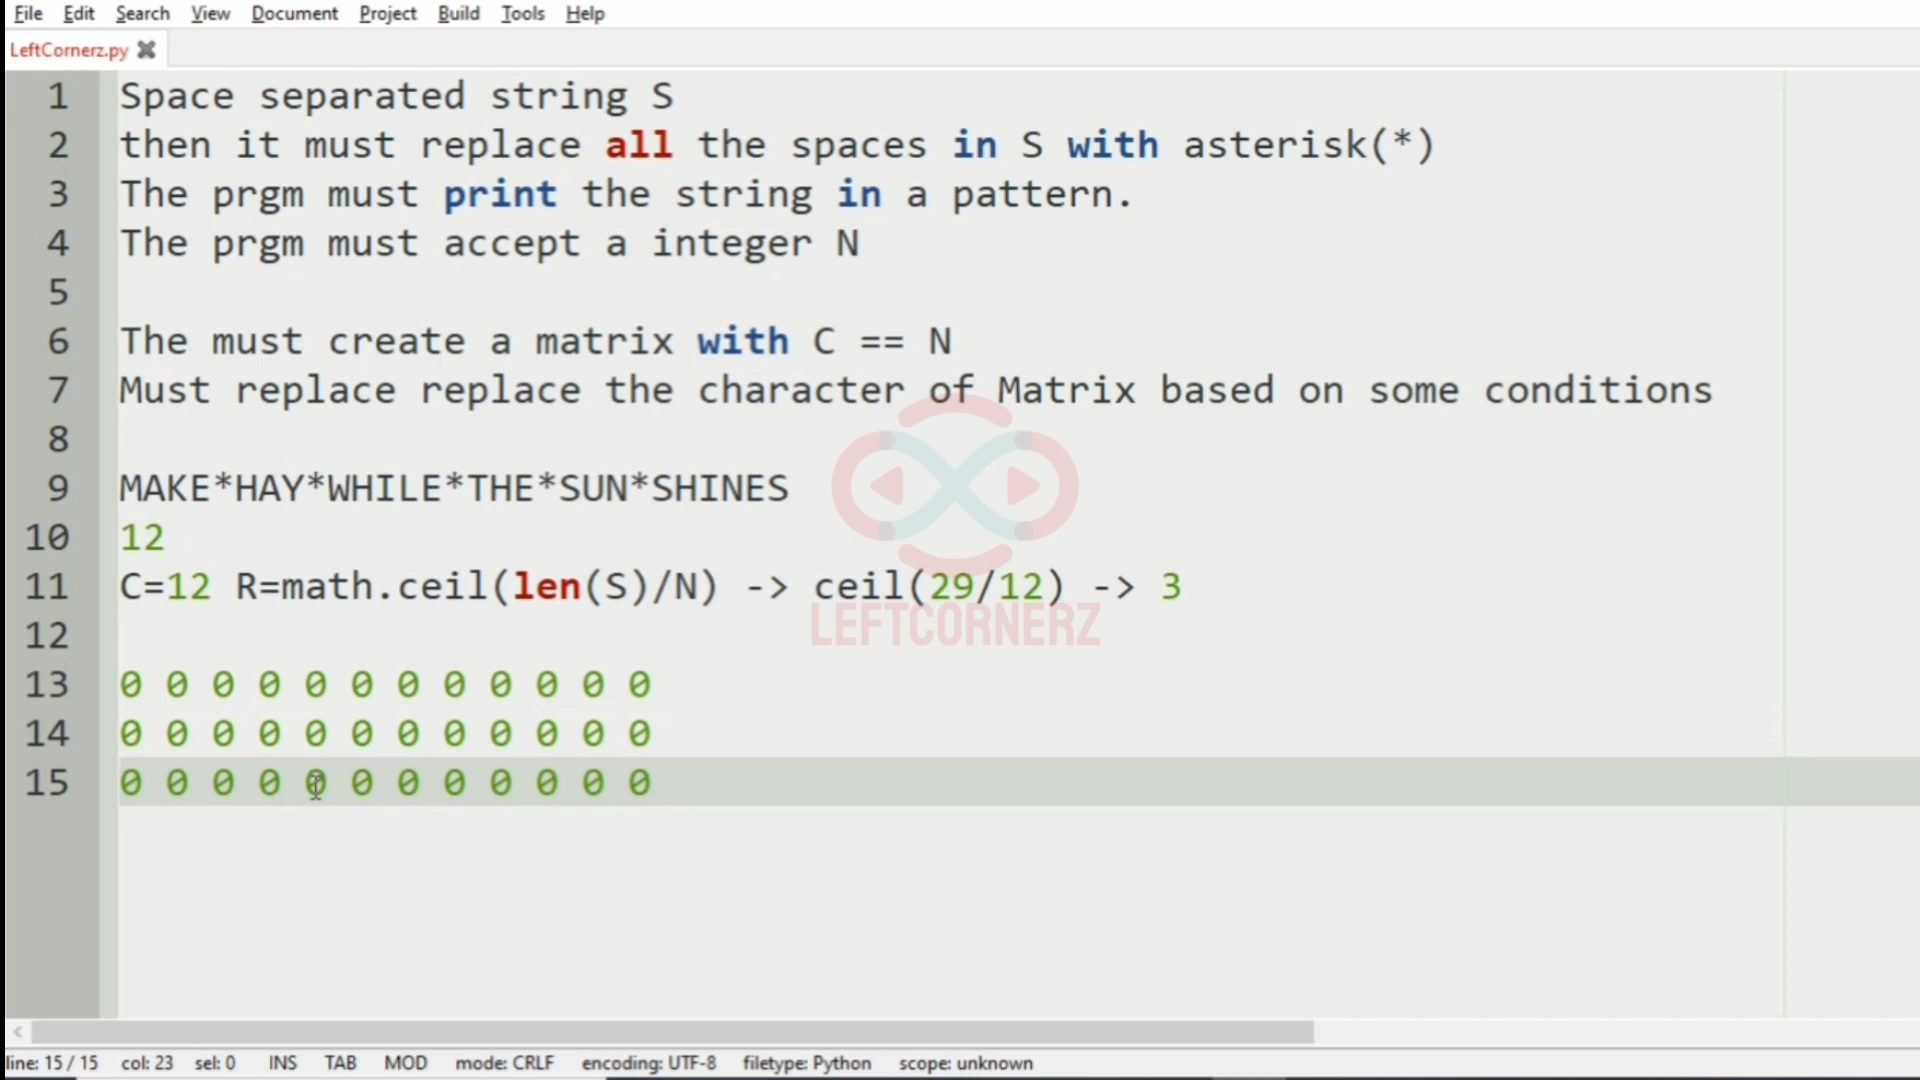 File Edit Search View Document Project Build Tools Help
LeftCornerz.py
1 Space separated string S
2 then it must replace all the spaces in S with asterisk(*)
3 The prgm must print the string in a pattern.
4 The prgm must accept a integer N
5
6 The must create a matrix with C == N
7 Must replace replace the character of Matrix based on some conditions
8
9 MAKE*HAY*WHILE*THE*SUN*SHINES
10 12
11 C=12 R=math.ceil(len(S)/N) -> ceil(29/12) -> 3
LEFTCORNERZ
12
13 0 0 0 0 0 0 0 0 0 0 0 0
14 0 0 0 0 0 0 0 0 0 0 0 0
15 0 0 0 0 0 0 0 0 0 0 0 0
line: 15 / 15 col: 23 sel: 0 INS TAB MOD mode: CRLF encoding: UTF-8 filetype: Python scope: unknown